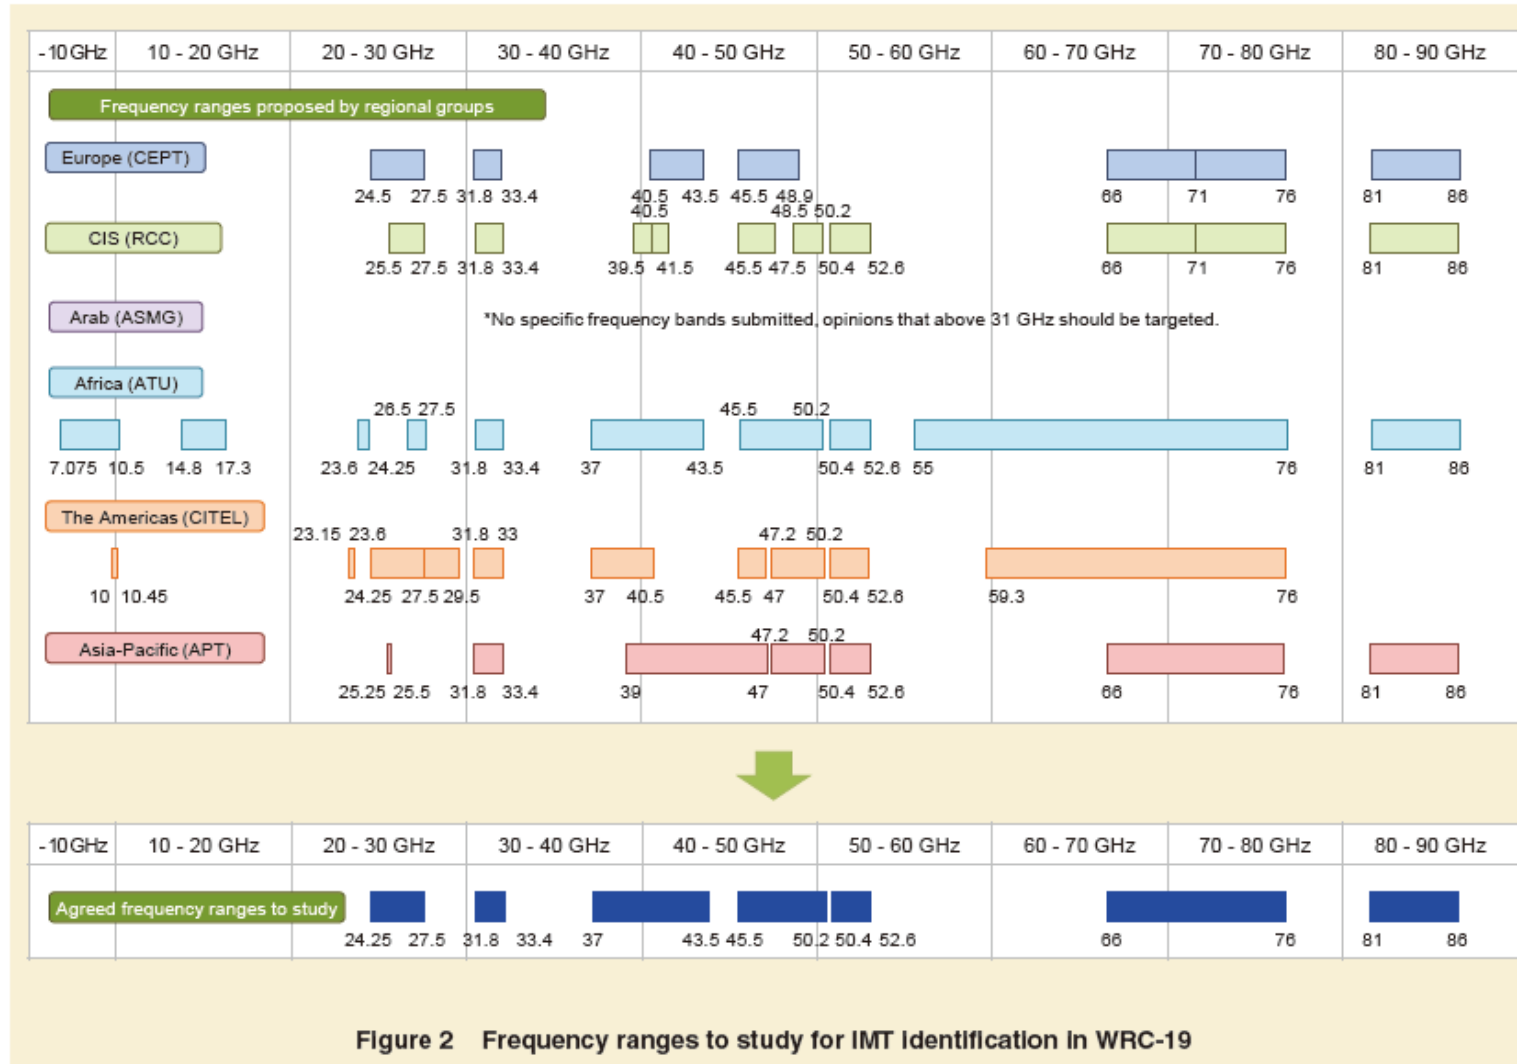 -10GHz 10 - 20 GHz 20 - 30 GHz 30 - 40 GHz 40 - 50 GHz 50 - 60 GHz 60 - 70 GHz 70 - 80 GHz 80 - 90 GHz
Frequency ranges proposed by regional groups
Europe (CEPT)
24.5 27.5 31.8 33.4 40.5 43.5 45.5 48.9 66 71 76 81 86
40.5 48.5 50.2
CIS (RCC)
25.5 27.5 31.8 33.4 39.5 41.5 45.5 47.5 50.4 52.6 66 71 76 81 86
Arab (ASMG)
*No specific frequency bands submitted, opinions that above 31 GHz should be targeted.
Africa (ATU)
26.5 27.5 45.5 50.2
7.075 10.5 14.8 17.3 23.6 24.25 31.8 33.4 37 43.5 50.4 52.6 55 76 81 86
The Americas (CITEL)
23.15 23.6 31.8 33 47.2 50.2
10 10.45 24.25 27.5 29.5 37 40.5 45.5 47 50.4 52.6 59.3 76
Asia-Pacific (APT)
47.2 50.2
25.25 25.5 31.8 33.4 39 47 50.4 52.6 66 76 81 86
-10GHz 10 - 20 GHz 20 - 30 GHz 30 - 40 GHz 40 - 50 GHz 50 - 60 GHz 60 - 70 GHz 70 - 80 GHz 80 - 90 GHz
Agreed frequency ranges to study
24.25 27.5 31.8 33.4 37 43.5 45.5 50.2 50.4 52.6 66 76 81 86
Figure 2 Frequency ranges to study for IMT identification in WRC-19